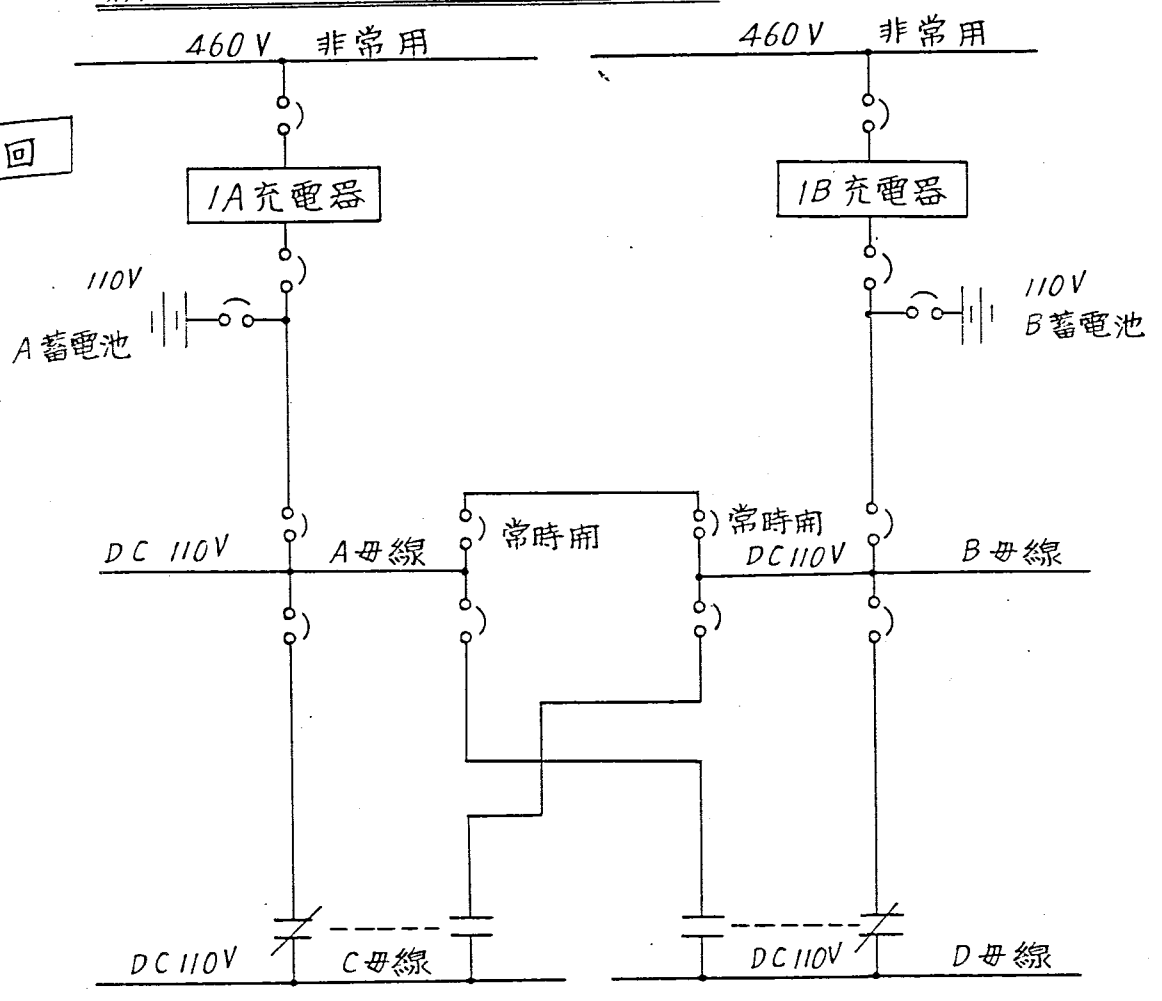 460V 非常用
460V 非常用
回
1A充電器
1B充電器
110V
A蓄電池
110V
B蓄電池
常時開
常時開
DC 110V A母線
DC110V B母線
DC110V C母線
DC110V D母線